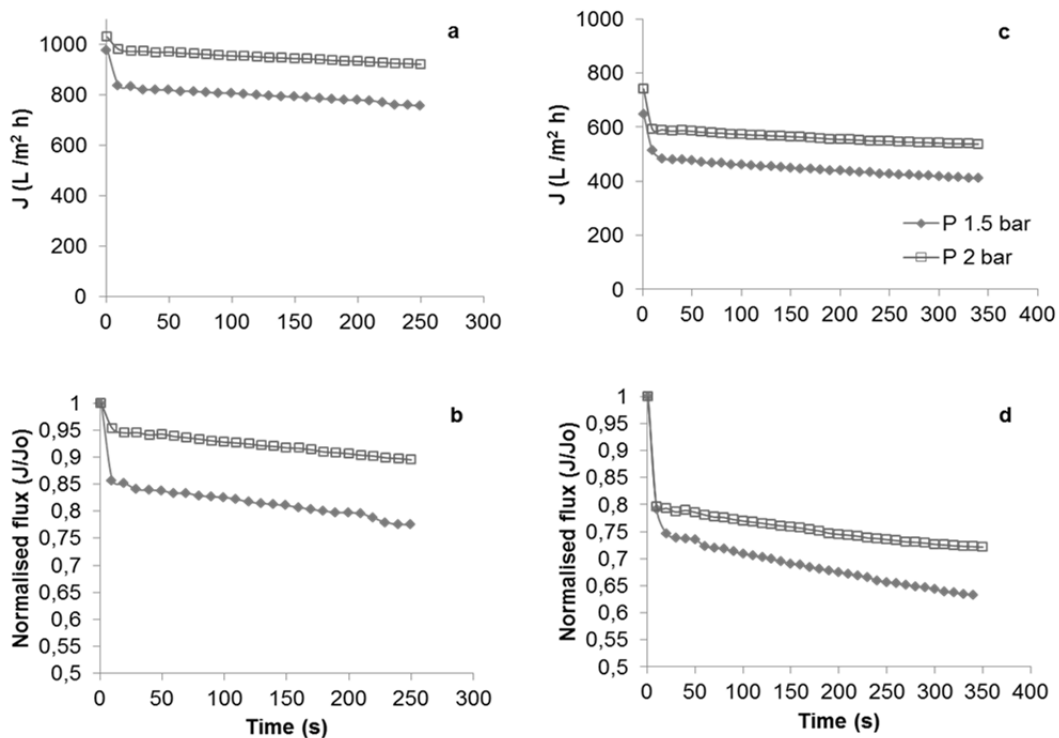 a
J (L /m² h)
1000
800
600
400
200
0
0 50 100 150 200 250 300
c
J (L /m² h)
1000
800
600
400
200
0
P 1.5 bar
P 2 bar
0 50 100 150 200 250 300 350 400
b
Normalised flux (J/Jo)
1
0,95
0,9
0,85
0,8
0,75
0,7
0,65
0,6
0,55
0,5
0 50 100 150 200 250 300
Time (s)
d
Normalised flux (J/Jo)
1
0,95
0,9
0,85
0,8
0,75
0,7
0,65
0,6
0,55
0,5
0 50 100 150 200 250 300 350 400
Time (s)